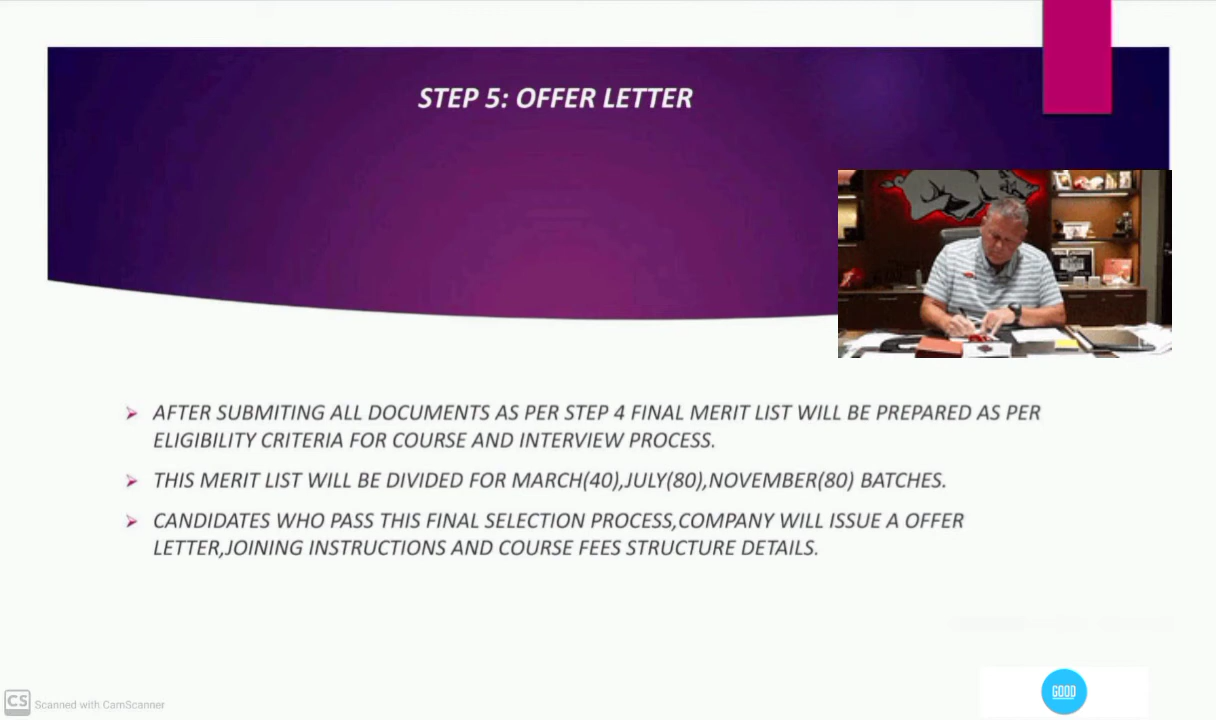 STEP 5: OFFER LETTER
AFTER SUBMITING ALL DOCUMENTS AS PER STEP 4 FINAL MERIT LIST WILL BE PREPARED AS PER
ELIGIBILITY CRITERIA FOR COURSE AND INTERVIEW PROCESS.
THIS MERIT LIST WILL BE DIVIDED FOR MARCH(40),JULY(80),NOVEMBER(80) BATCHES.
CANDIDATES WHO PASS THIS FINAL SELECTION PROCESS,COMPANY WILL ISSUE A OFFER
LETTER,JOINING INSTRUCTIONS AND COURSE FEES STRUCTURE DETAILS.
GOOD
CS Scanned with CamScanner